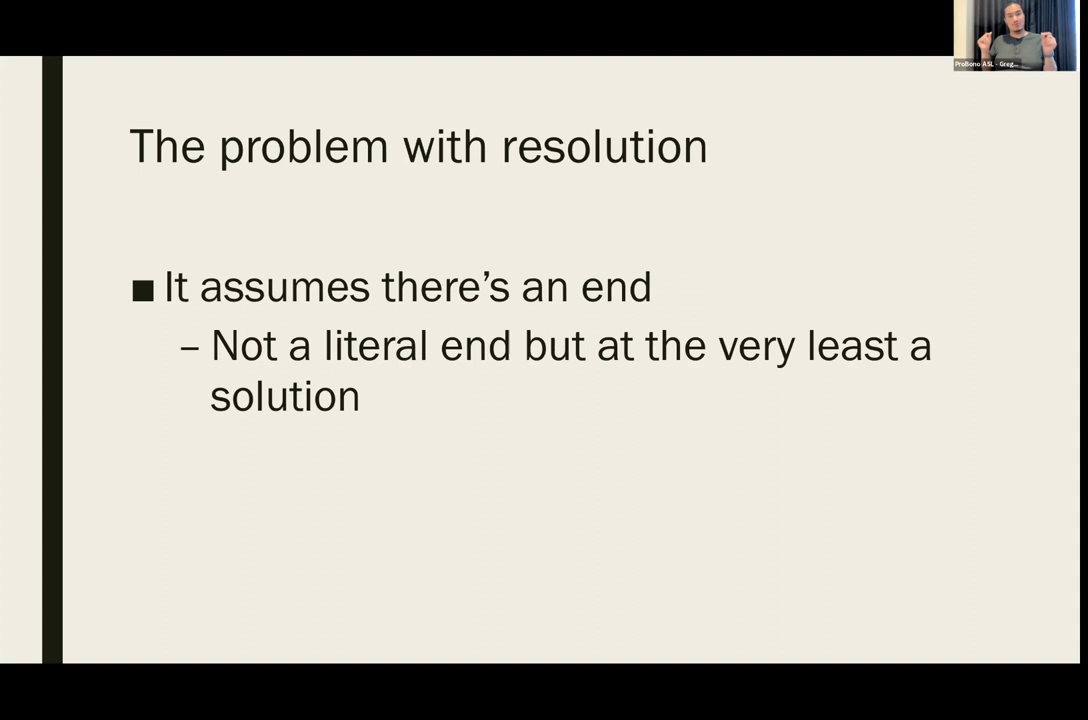 ProBono ASL - Greg...
The problem with resolution
■ It assumes there's an end
– Not a literal end but at the very least a
solution